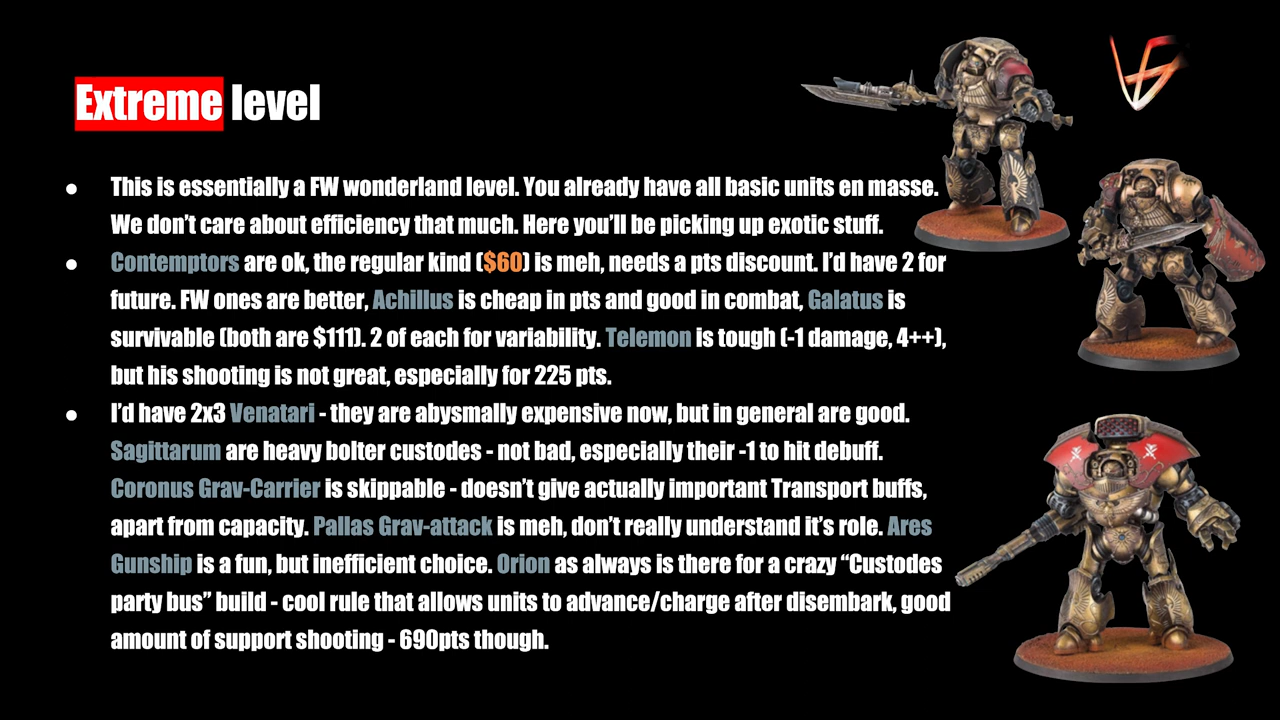 Extreme level
● This is essentially a FW wonderland level. You already have all basic units en masse.
We don't care about efficiency that much. Here you'll be picking up exotic stuff.
● Contemptors are ok, the regular kind ($60) is meh, needs a pts discount. I'd have 2 for
future. FW ones are better, Achillus is cheap in pts and good in combat, Galatus is
survivable (both are $111). 2 of each for variability. Telemon is tough (-1 damage, 4++),
but his shooting is not great, especially for 225 pts.
● I'd have 2x3 Venatari - they are abysmally expensive now, but in general are good.
Sagittarum are heavy bolter custodes - not bad, especially their -1 to hit debuff.
Coronus Grav-Carrier is skippable - doesn't give actually important Transport buffs,
apart from capacity. Pallas Grav-attack is meh, don't really understand it's role. Ares
Gunship is a fun, but inefficient choice. Orion as always is there for a crazy “Custodes
party bus” build - cool rule that allows units to advance/charge after disembark, good
amount of support shooting - 690pts though.